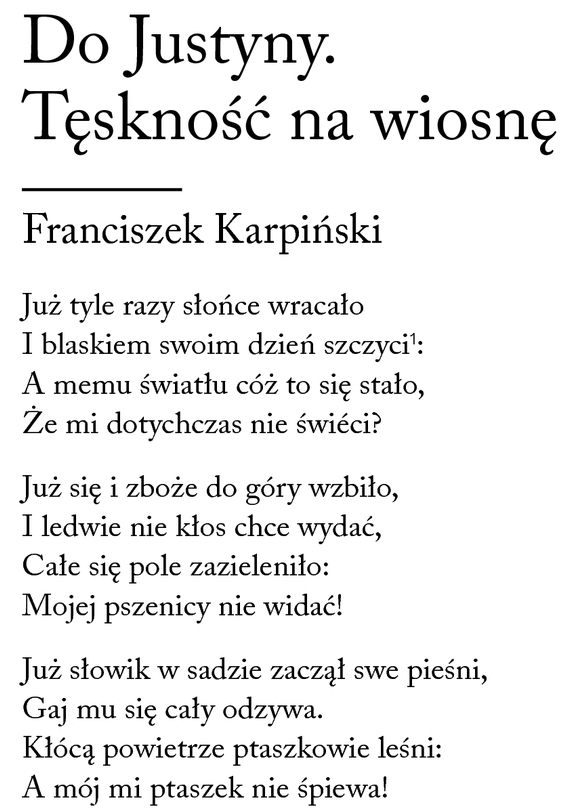 Do Justyny.
Tęskność na wiosnę
Franciszek Karpiński
Już tyle razy słońce wracało
I blaskiem swoim dzień szczyci¹:
A memu światłu cóż to się stało,
Że mi dotychczas nie świéci?
Już się i zboże do góry wzbiło,
I ledwie nie kłos chce wydać,
Całe się pole zazieleniło:
Mojej pszenicy nie widać!
Już słowik w sadzie zaczął swe pieśni,
Gaj mu się cały odzywa.
Kłócą powietrze ptaszkowie leśni:
A mój mi ptaszek nie śpiewa!